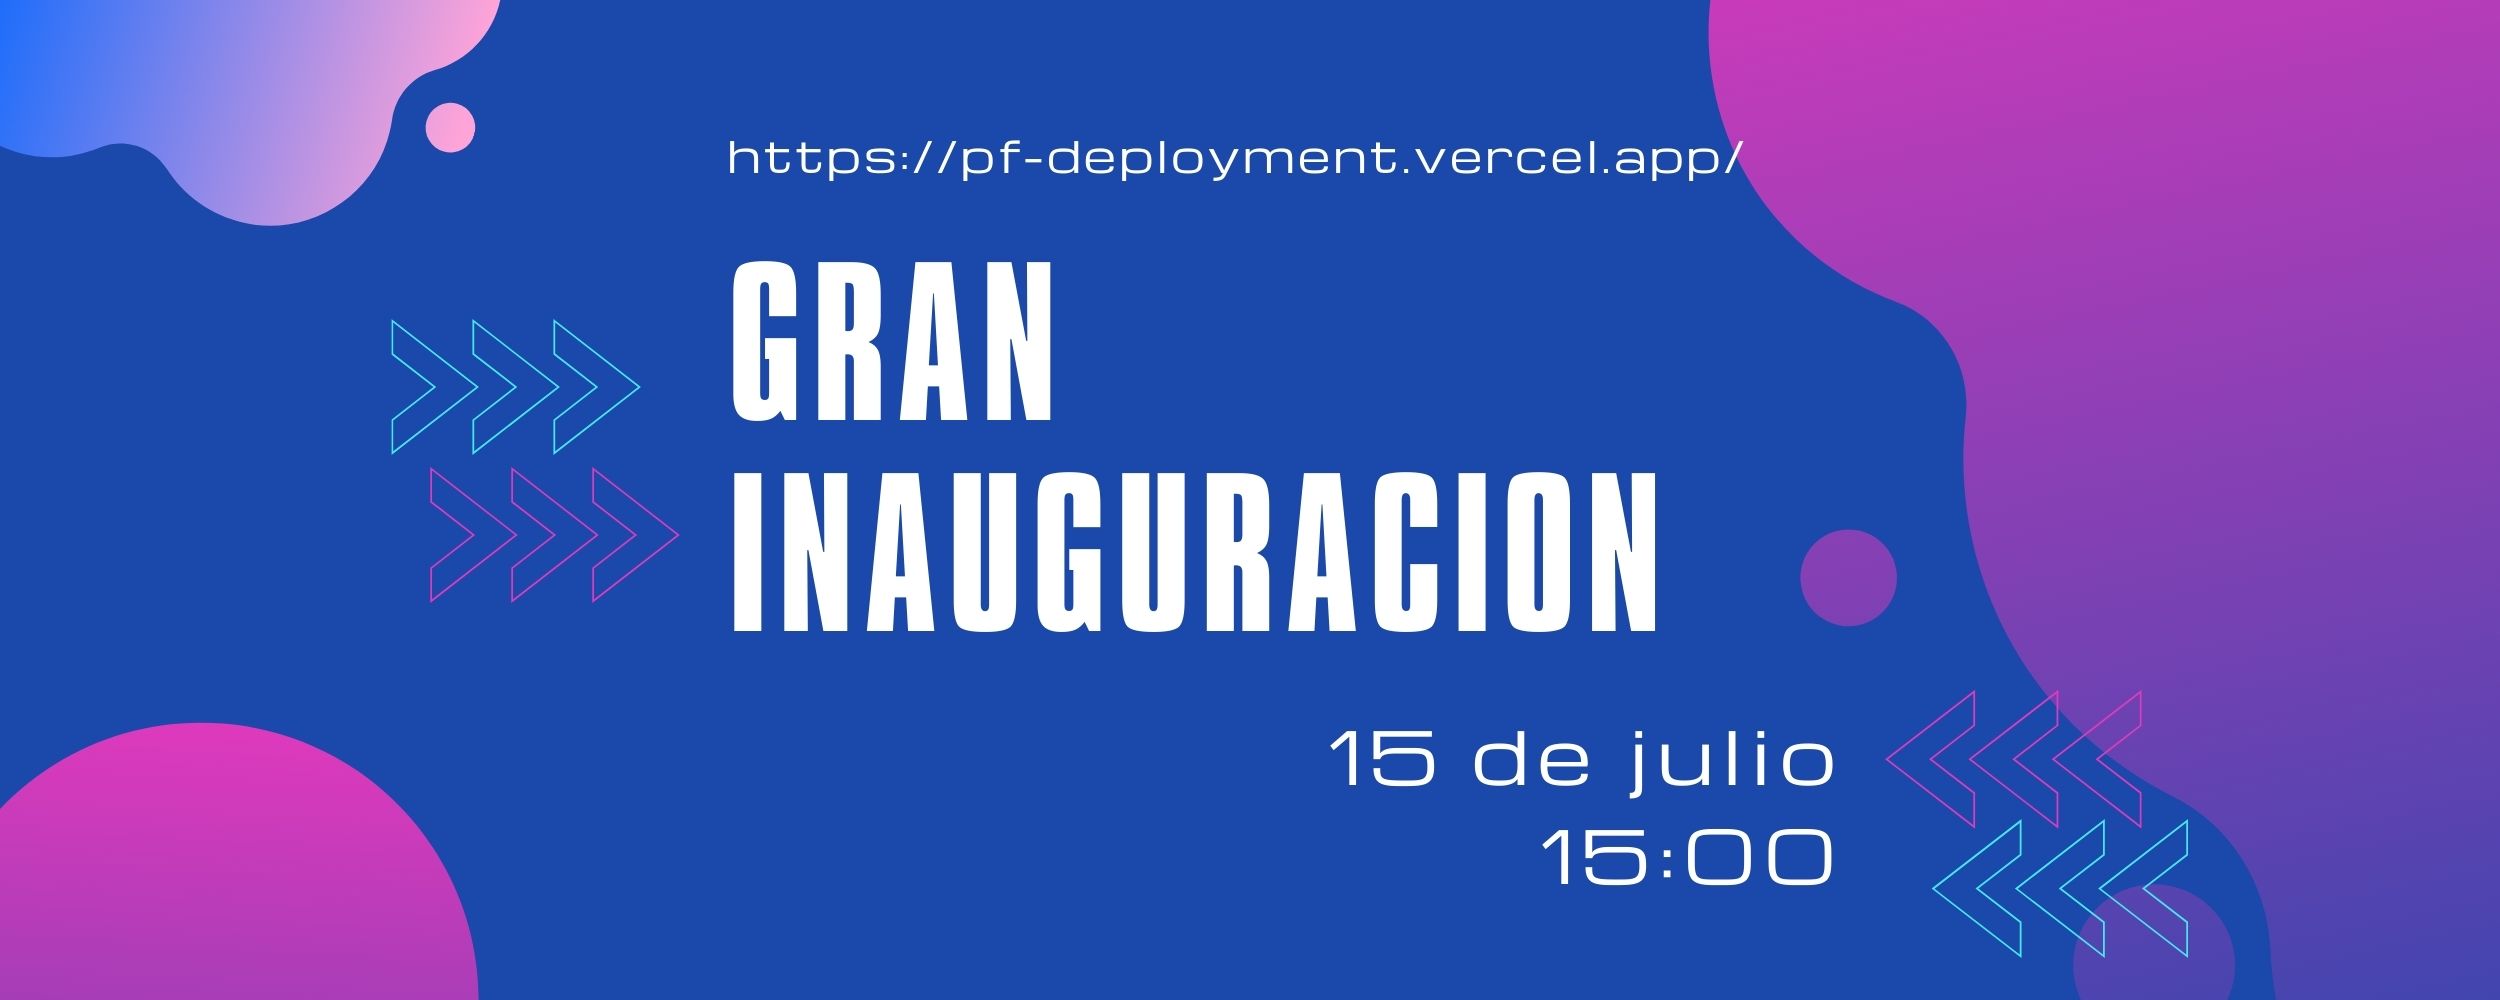 https://pf-deployment.vercel.app/
GRAN
INAUGURACION
15 de julio
15:00